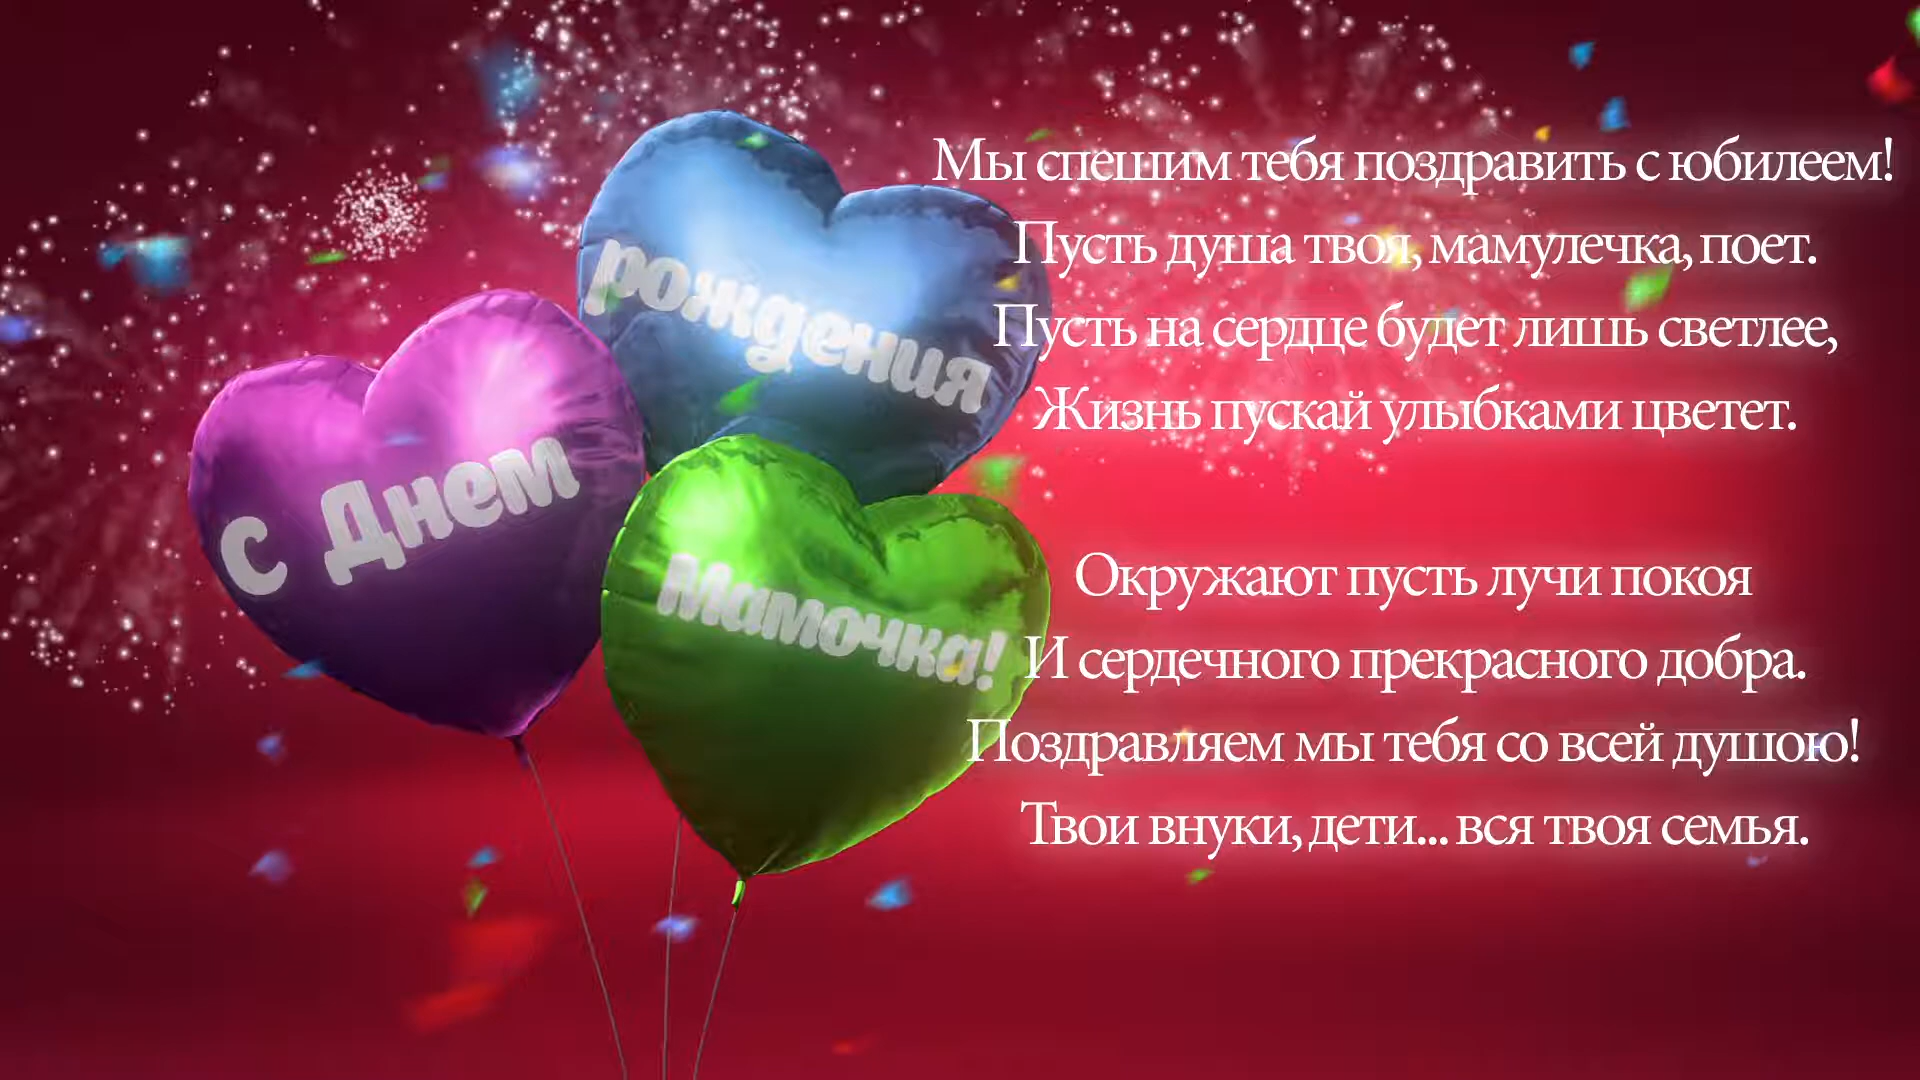 С Днем
рождения
Мамочка!
Мы спешим тебя поздравить с юбилеем!
Пусть душа твоя, мамулечка, поет.
Пусть на сердце будет лишь светлее,
Жизнь пускай улыбками цветет.
Окружают пусть лучи покоя
И сердечного прекрасного добра.
Поздравляем мы тебя со всей душою!
Твои внуки, дети... вся твоя семья.